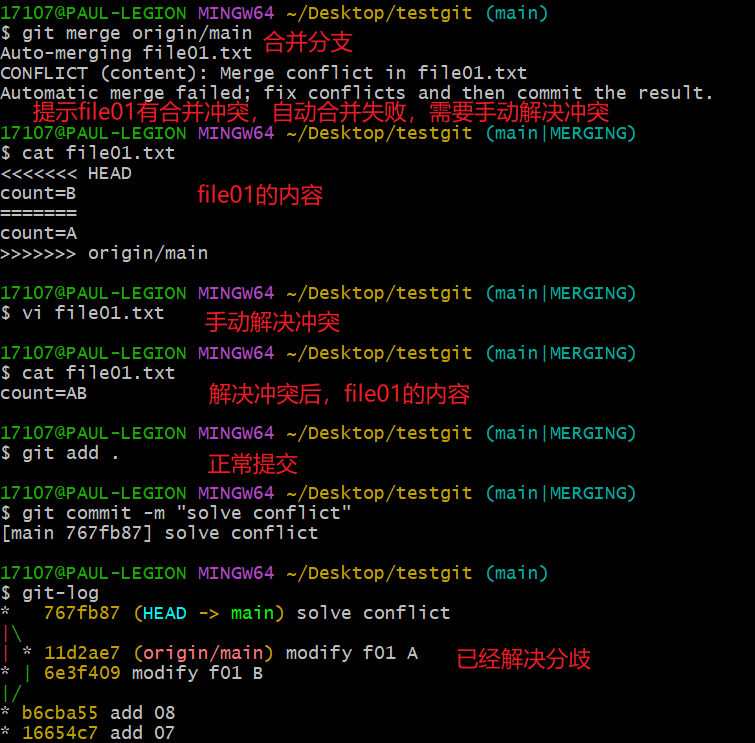 17107@PAUL-LEGION MINGW64 ~/Desktop/testgit (main)
$ git merge origin/main 合并分支
Auto-merging file01.txt
CONFLICT (content): Merge conflict in file01.txt
Automatic merge failed; fix conflicts and then commit the result.
提示file01有合并冲突，自动合并失败，需要手动解决冲突
17107@PAUL-LEGION MINGW64 ~/Desktop/testgit (main|MERGING)
$ cat file01.txt
<<<<<<< HEAD
count=B file01的内容
=======
count=A
>>>>>>> origin/main
17107@PAUL-LEGION MINGW64 ~/Desktop/testgit (main|MERGING)
$ vi file01.txt 手动解决冲突
17107@PAUL-LEGION MINGW64 ~/Desktop/testgit (main|MERGING)
$ cat file01.txt
count=AB 解决冲突后，file01的内容
17107@PAUL-LEGION MINGW64 ~/Desktop/testgit (main|MERGING)
$ git add . 正常提交
17107@PAUL-LEGION MINGW64 ~/Desktop/testgit (main|MERGING)
$ git commit -m "solve conflict"
[main 767fb87] solve conflict
17107@PAUL-LEGION MINGW64 ~/Desktop/testgit (main)
$ git-log
*   767fb87 (HEAD -> main) solve conflict
|\
| * 11d2ae7 (origin/main) modify f01 A 已经解决分歧
* | 6e3f409 modify f01 B
|/
* b6cba55 add 08
* 16654c7 add 07